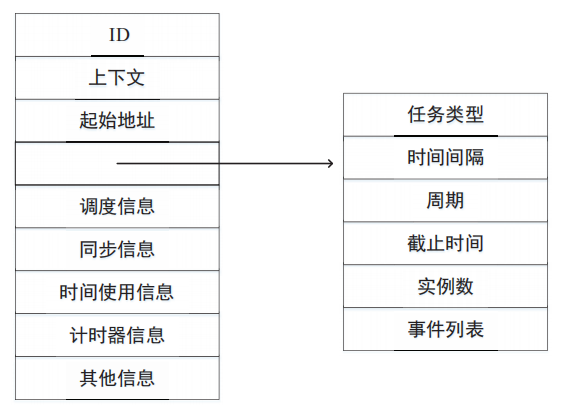 ID
上下文
起始地址
调度信息
同步信息
时间使用信息
计时器信息
其他信息
任务类型
时间间隔
周期
截止时间
实例数
事件列表